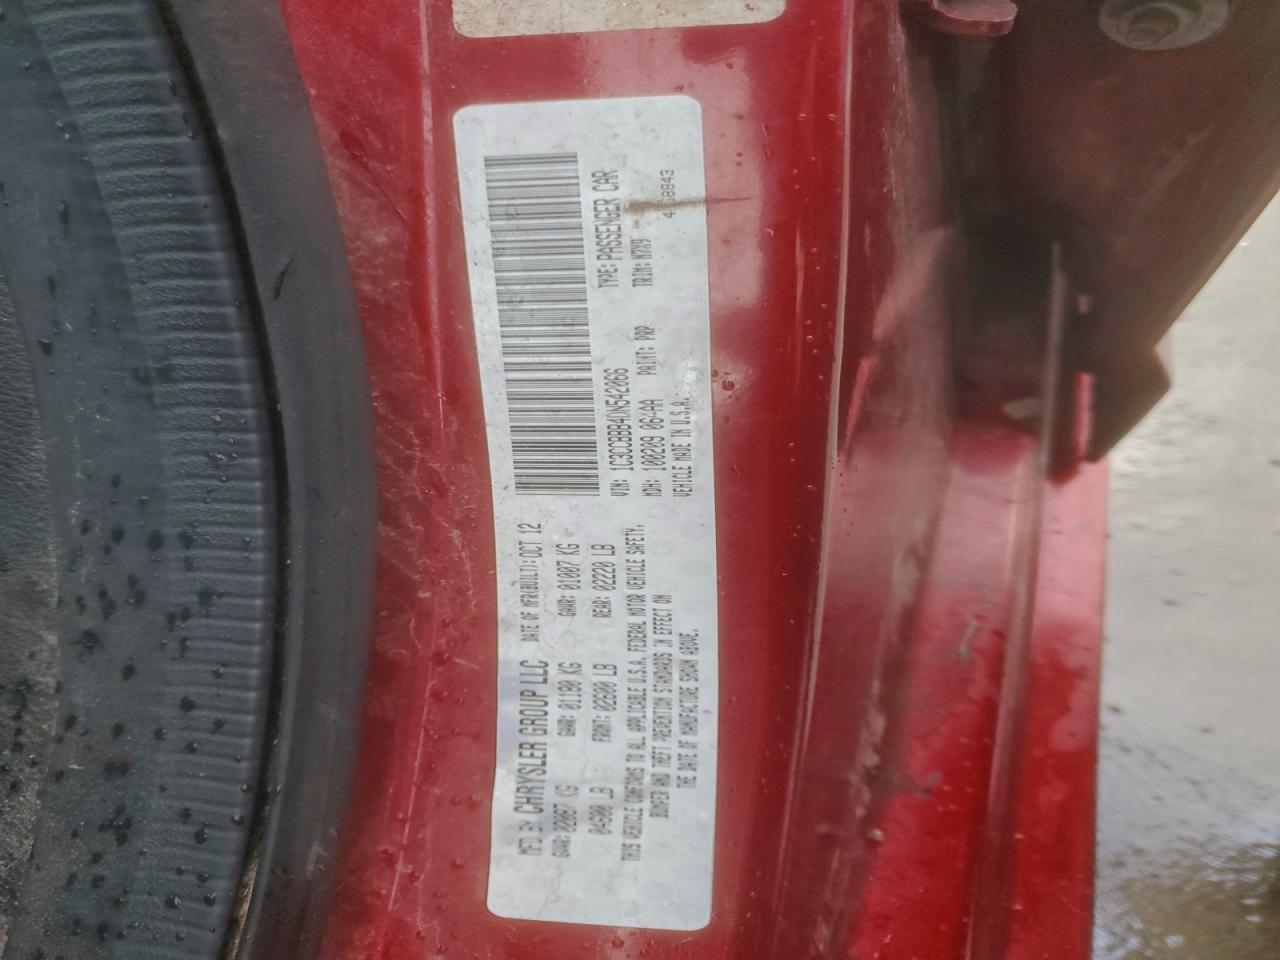 MFD BY CHRYSLER GROUP LLC DATE OF MFR(BUILT): OCT 12
GVWR: 02087 KG GAWR: 01180 KG GAWR: 01007 KG
04600 LB FRONT: 02600 LB REAR: 02220 LB
THIS VEHICLE CONFORMS TO ALL APPLICABLE U.S.A. FEDERAL MOTOR VEHICLE SAFETY,
BUMPER AND THEFT PREVENTION STANDARDS IN EFFECT ON
THE DATE OF MANUFACTURE SHOWN ABOVE.
VIN: TYPE: PASSENGER CAR
MDH: 100209 064AA PAINT: PRP TRIM:
VEHICLE MADE IN U.S.A.